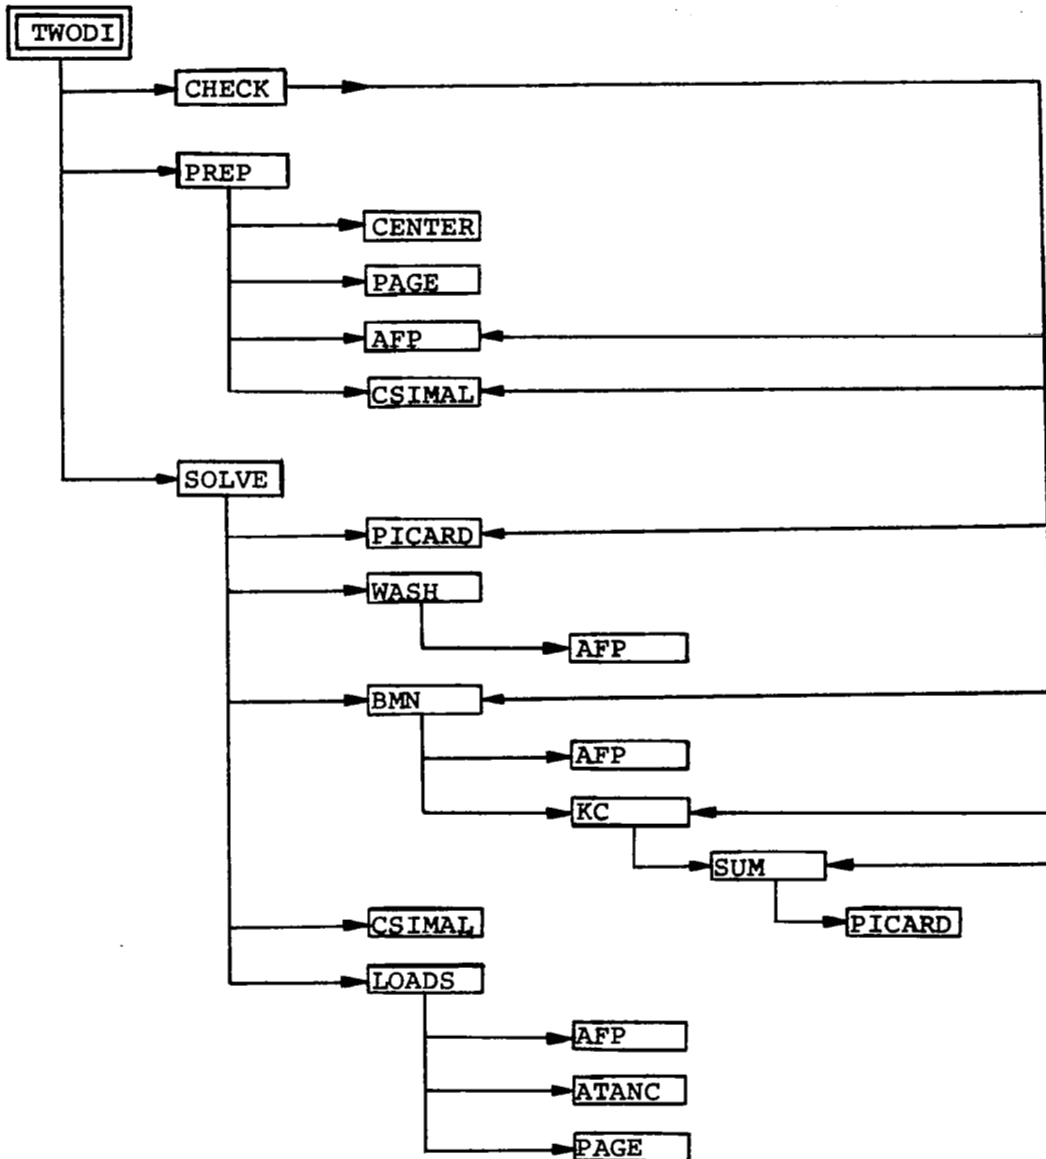 TWODI
CHECK
PREP
CENTER
PAGE
AFP
CSIMAL
SOLVE
PICARD
WASH
AFP
BMN
AFP
KC
SUM
PICARD
CSIMAL
LOADS
AFP
ATANC
PAGE